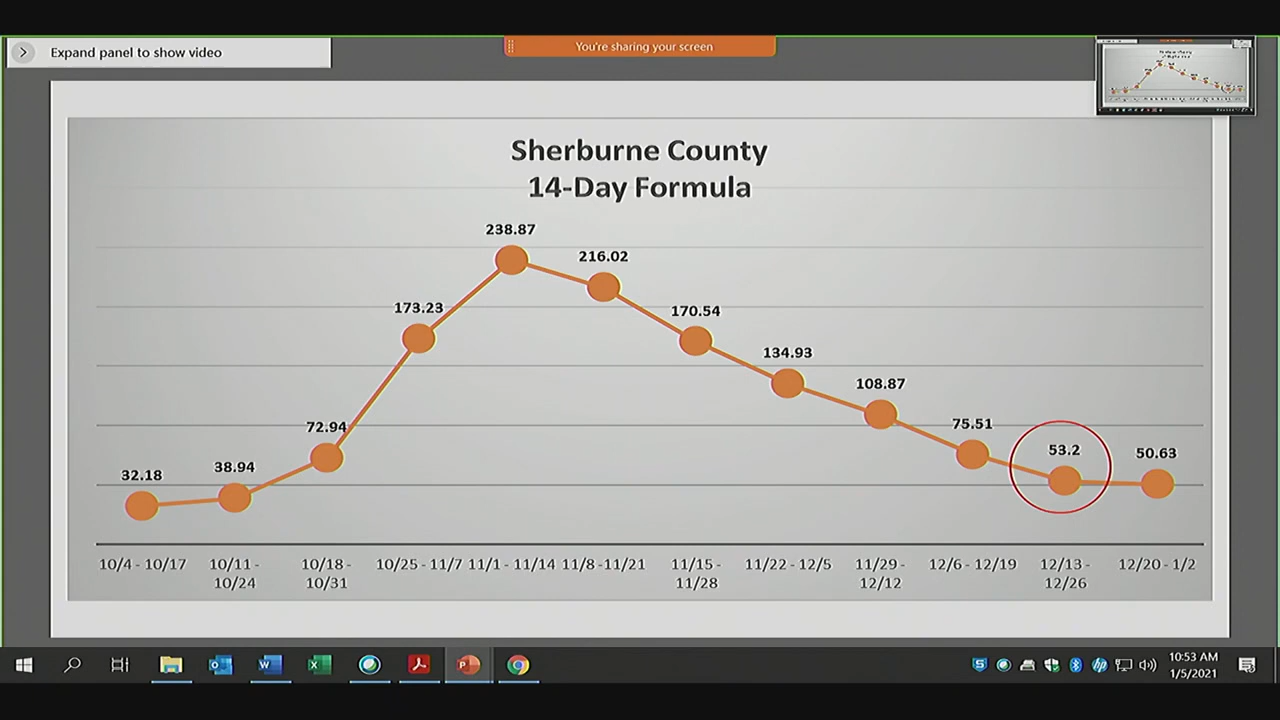 Expand panel to show video
You're sharing your screen
Sherburne County
14-Day Formula
238.87
216.02
173.23
170.54
134.93
108.87
72.94
75.51
53.2
50.63
32.18
38.94
10/4 - 10/17
10/11 -
10/24
10/18 -
10/31
10/25 - 11/7
11/1 - 11/14
11/8 -11/21
11/15 -
11/28
11/22 - 12/5
11/29 -
12/12
12/6 - 12/19
12/13 -
12/26
12/20 - 1/2
10:53 AM
1/5/2021